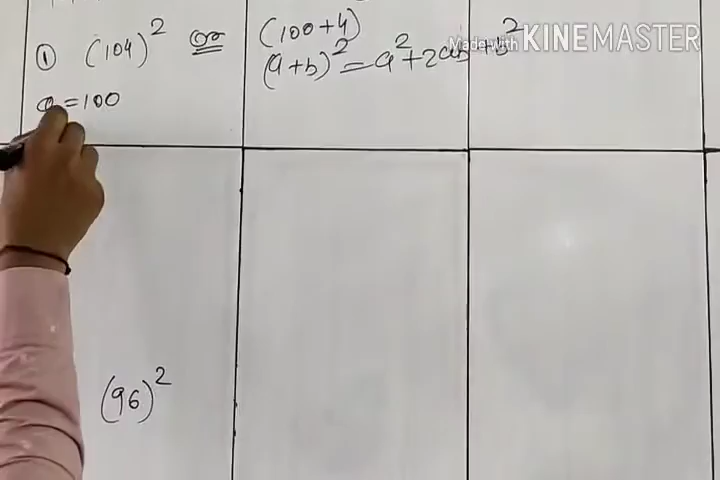 ① (104)² or (100+4)
(a+b)² = a²+2ab+b²
Made with KINEMASTER
a=100
(96)²